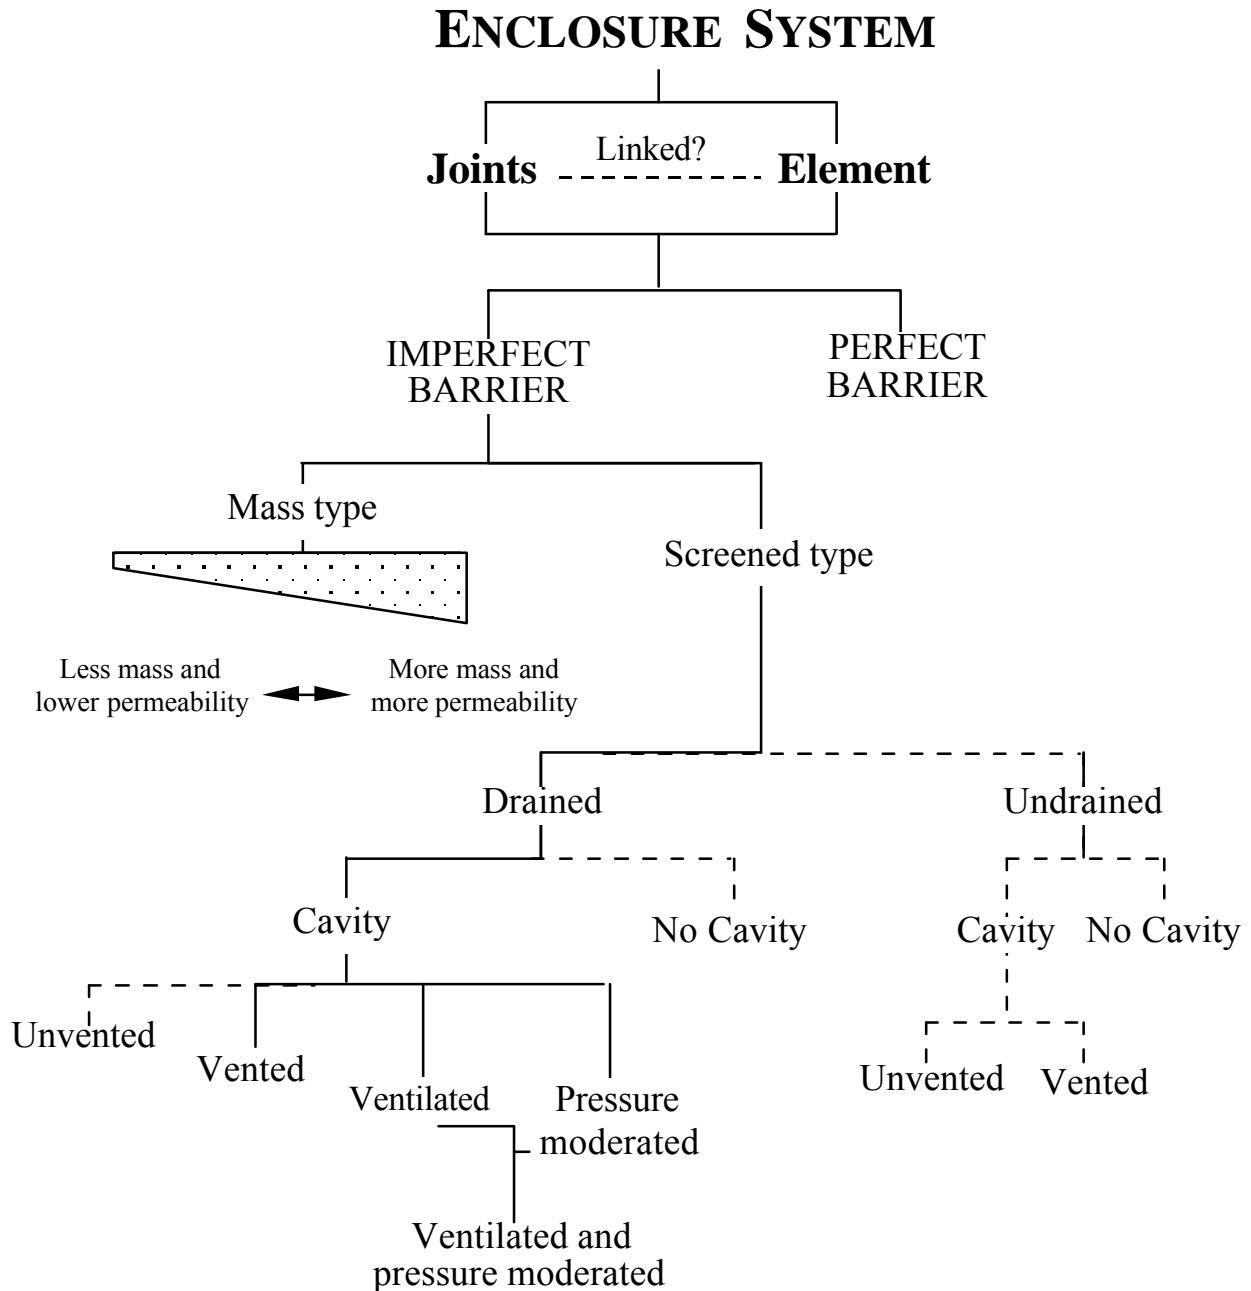 ENCLOSURE SYSTEM
Linked?
Joints
Element
IMPERFECT
BARRIER
PERFECT
BARRIER
Mass type
Screened type
Less mass and
lower permeability
More mass and
more permeability
Drained
Undrained
Cavity
No Cavity
Cavity
No Cavity
Unvented
Vented
Ventilated
Pressure
moderated
Unvented
Vented
Ventilated and
pressure moderated